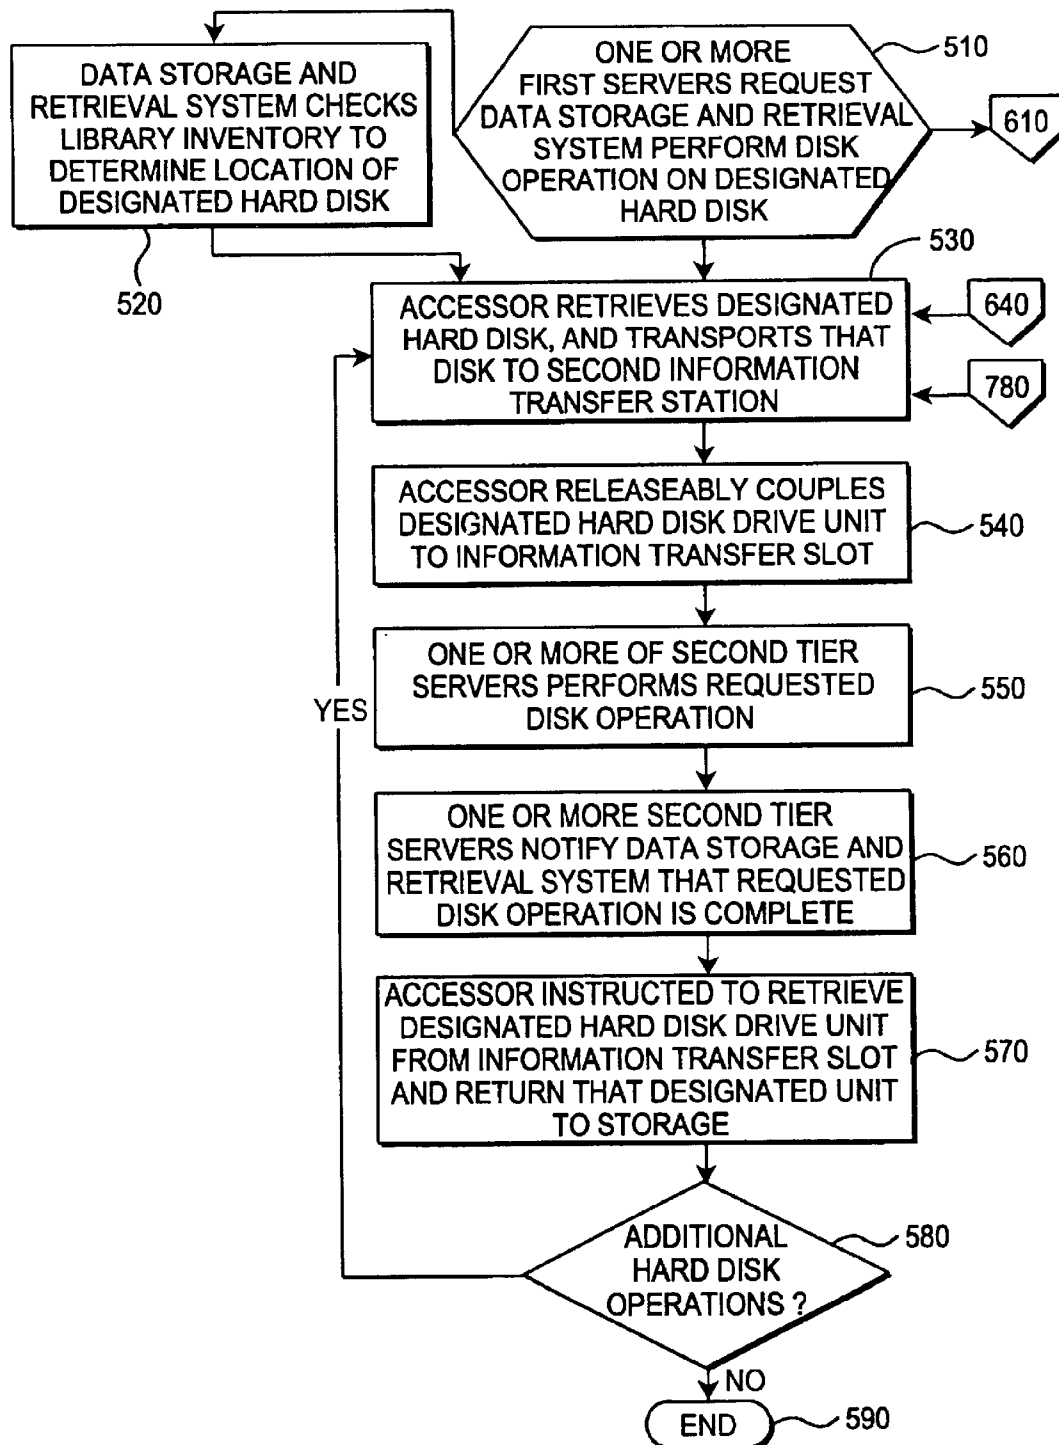 ONE OR MORE
FIRST SERVERS REQUEST
DATA STORAGE AND RETRIEVAL
SYSTEM PERFORM DISK
OPERATION ON DESIGNATED
HARD DISK
510
610
DATA STORAGE AND
RETRIEVAL SYSTEM CHECKS
LIBRARY INVENTORY TO
DETERMINE LOCATION OF
DESIGNATED HARD DISK
520
530
ACCESSOR RETRIEVES DESIGNATED
HARD DISK, AND TRANSPORTS THAT
DISK TO SECOND INFORMATION
TRANSFER STATION
640
780
ACCESSOR RELEASEABLY COUPLES
DESIGNATED HARD DISK DRIVE UNIT
TO INFORMATION TRANSFER SLOT
540
ONE OR MORE OF SECOND TIER
SERVERS PERFORMS REQUESTED
DISK OPERATION
550
YES
ONE OR MORE SECOND TIER
SERVERS NOTIFY DATA STORAGE AND
RETRIEVAL SYSTEM THAT REQUESTED
DISK OPERATION IS COMPLETE
560
ACCESSOR INSTRUCTED TO RETRIEVE
DESIGNATED HARD DISK DRIVE UNIT
FROM INFORMATION TRANSFER SLOT
AND RETURN THAT DESIGNATED UNIT
TO STORAGE
570
ADDITIONAL
HARD DISK
OPERATIONS ?
580
NO
END
590